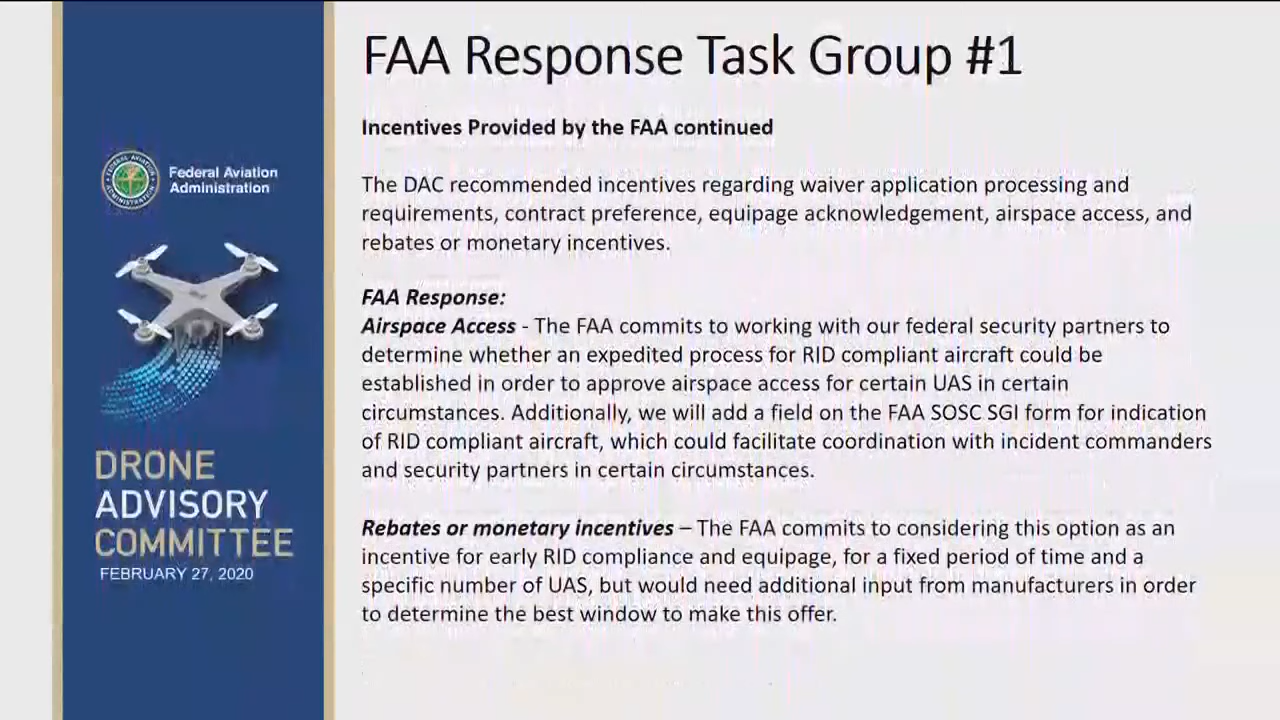 FAA Response Task Group #1
Incentives Provided by the FAA continued
The DAC recommended incentives regarding waiver application processing and
requirements, contract preference, equipage acknowledgement, airspace access, and
rebates or monetary incentives.
FAA Response:
Airspace Access - The FAA commits to working with our federal security partners to
determine whether an expedited process for RID compliant aircraft could be
established in order to approve airspace access for certain UAS in certain
circumstances. Additionally, we will add a field on the FAA SOSC SGI form for indication
of RID compliant aircraft, which could facilitate coordination with incident commanders
and security partners in certain circumstances.
Rebates or monetary incentives – The FAA commits to considering this option as an
incentive for early RID compliance and equipage, for a fixed period of time and a
specific number of UAS, but would need additional input from manufacturers in order
to determine the best window to make this offer.
FEDERAL AVIATION
ADMINISTRATION
Federal Aviation
Administration
DRONE
ADVISORY
COMMITTEE
FEBRUARY 27, 2020